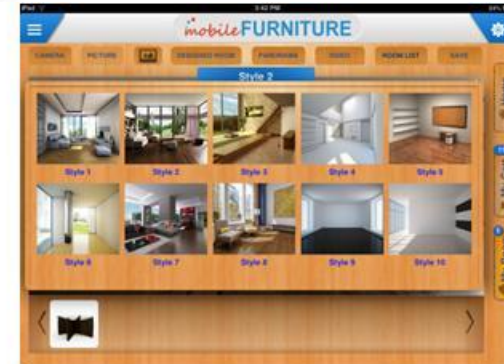 iPad 3:42 PM
mobileFURNITURE
CAMERA PICTURE DESIGNED ROOM PANORAMA VIDEO ROOM LIST SAVE
Style 2
Style 1 Style 2 Style 3 Style 4 Style 5
Style 6 Style 7 Style 8 Style 9 Style 10